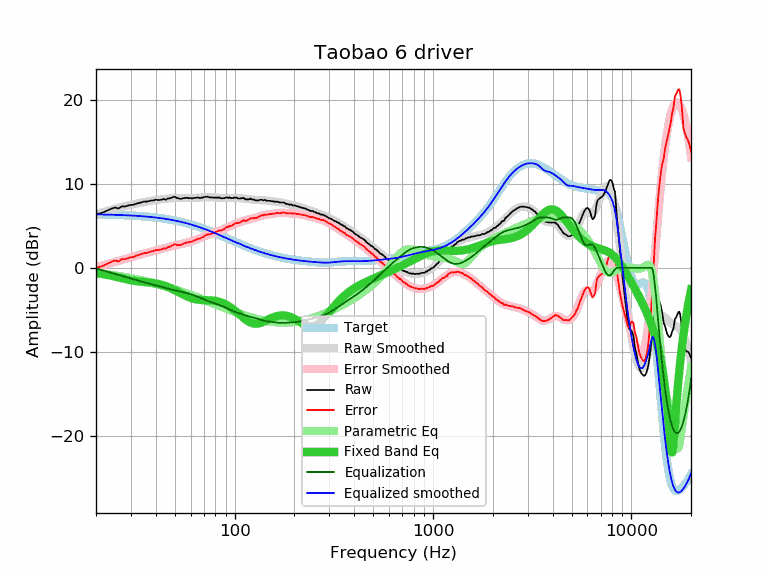 Taobao 6 driver
20
10
0
−10
−20
Amplitude (dBr)
Target
Raw Smoothed
Error Smoothed
Raw
Error
Parametric Eq
Fixed Band Eq
Equalization
Equalized smoothed
100
1000
10000
Frequency (Hz)